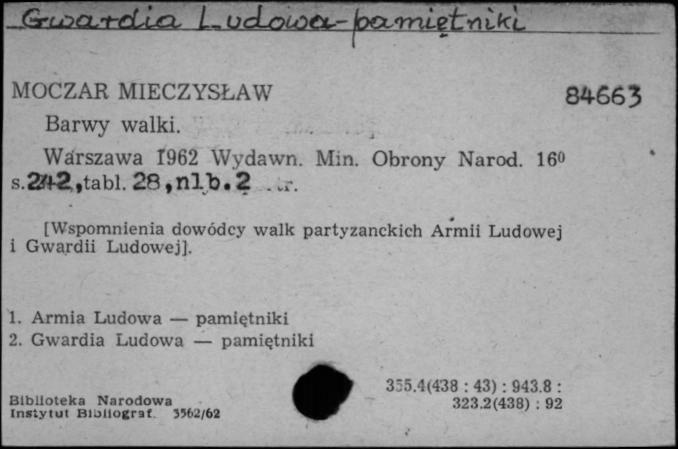 Gwardia Ludowa-pamiętniki
MOCZAR MIECZYSŁAW 84663
Barwy walki.
Warszawa 1962 Wydawn. Min. Obrony Narod. 16⁰
s. 242, tabl. 28, nlb. 2
[Wspomnienia dowódcy walk partyzanckich Armii Ludowej
i Gwardii Ludowej].
1. Armia Ludowa — pamiętniki
2. Gwardia Ludowa — pamiętniki
355.4(438 : 43) : 943.8 :
323.2(438) : 92
Biblioteka Narodowa
Instytut Bibliograf. 3562/62